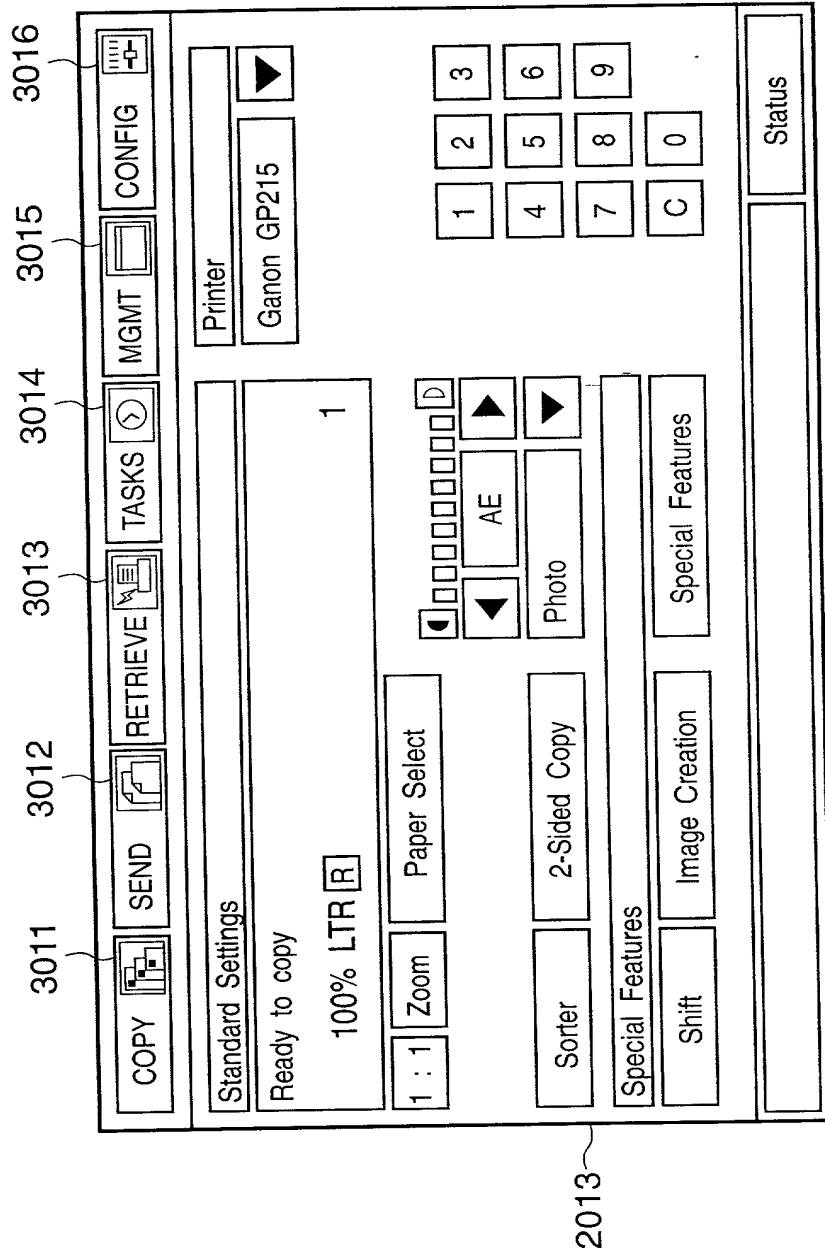 3011 3012 3013 3014 3015 3016
COPY SEND RETRIEVE TASKS MGMT CONFIG
Standard Settings
Printer
Ready to copy
Ganon GP215
100% LTR R 1
1 : 1 Zoom Paper Select
AE
Sorter 2-Sided Copy Photo
1 2 3
4 5 6
7 8 9
C 0
Special Features
Shift Image Creation Special Features
Status
2013